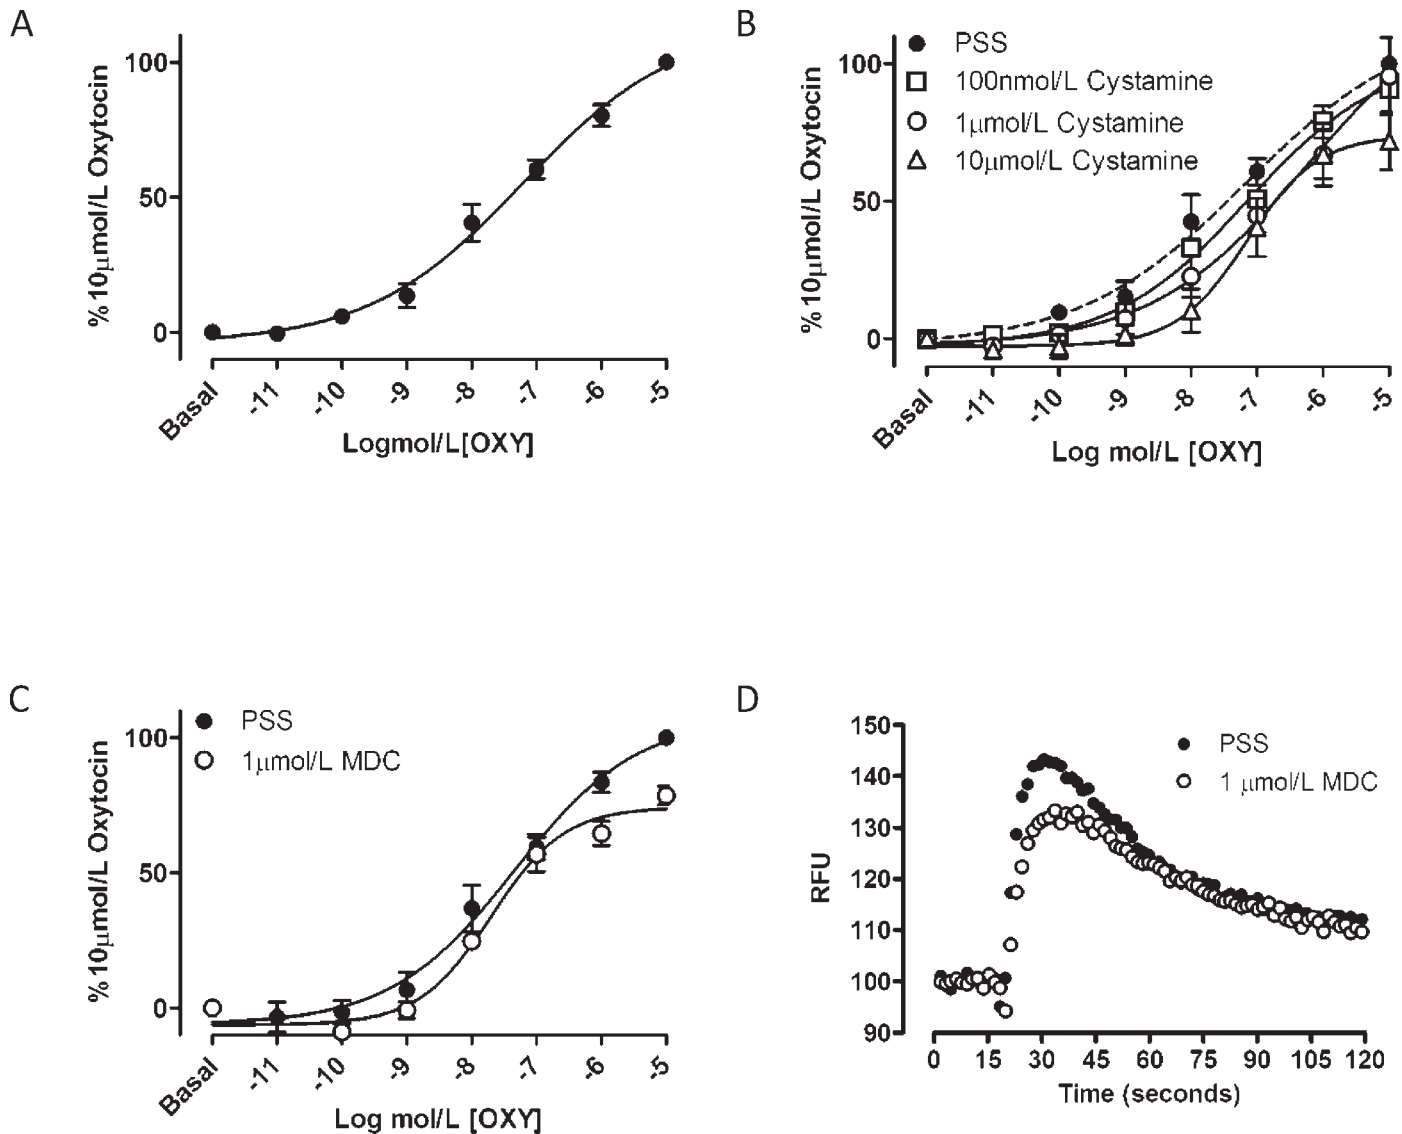 A
%10μmol/L Oxytocin
100
50
0
Basal -11 -10 -9 -8 -7 -6 -5
Logmol/L[OXY]
B
PSS
100nmol/L Cystamine
1μmol/L Cystamine
10μmol/L Cystamine
%10μmol/L Oxytocin
100
50
0
Basal -11 -10 -9 -8 -7 -6 -5
Log mol/L [OXY]
C
PSS
1μmol/L MDC
%10μmol/L Oxytocin
100
50
0
Basal -11 -10 -9 -8 -7 -6 -5
Log mol/L [OXY]
D
PSS
1 μmol/L MDC
RFU
150
140
130
120
110
100
90
0 15 30 45 60 75 90 105 120
Time (seconds)